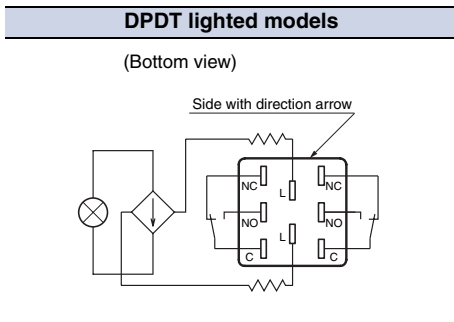 DPDT lighted models
(Bottom view)
Side with direction arrow
NC L NC
NO L NO
C C